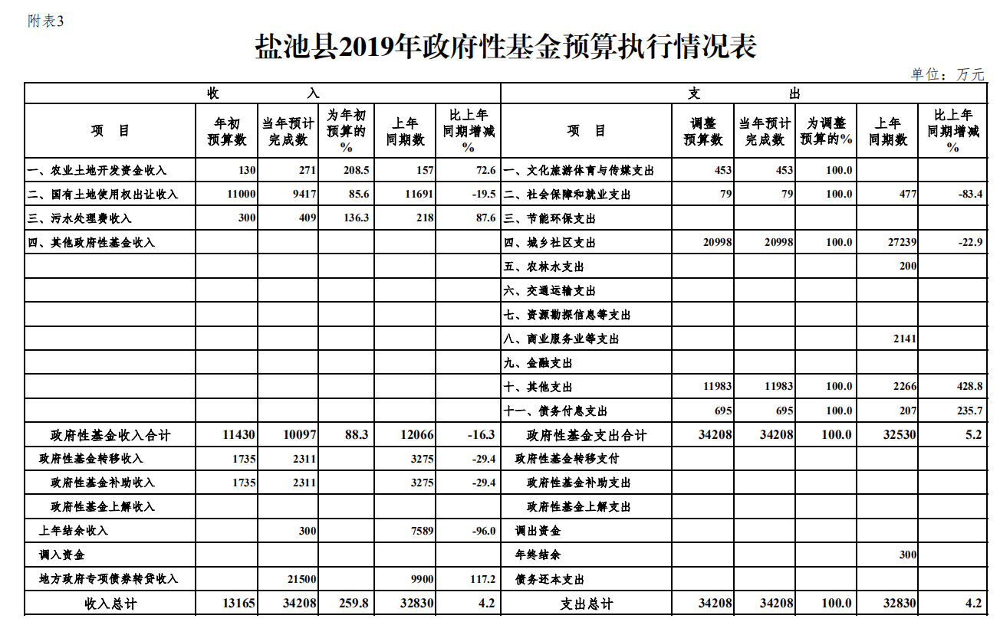 附表3
盐池县2019年政府性基金预算执行情况表
单位：万元
收 入 支 出
项 目 年初预算数 当年预计完成数 为年初预算的% 上年同期数 比上年同期增减% 项 目 调整预算数 当年预计完成数 为调整预算的% 上年同期数 比上年同期增减%
一、农业土地开发资金收入 130 271 208.5 157 72.6 一、文化旅游体育与传媒支出 453 453 100.0
二、国有土地使用权出让收入 11000 9417 85.6 11691 -19.5 二、社会保障和就业支出 79 79 100.0 477 -83.4
三、污水处理费收入 300 409 136.3 218 87.6 三、节能环保支出
四、其他政府性基金收入 四、城乡社区支出 20998 20998 100.0 27239 -22.9
五、农林水支出 200
六、交通运输支出
七、资源勘探信息等支出
八、商业服务业等支出 2141
九、金融支出
十、其他支出 11983 11983 100.0 2266 428.8
十一、债务付息支出 695 695 100.0 207 235.7
政府性基金收入合计 11430 10097 88.3 12066 -16.3 政府性基金支出合计 34208 34208 100.0 32530 5.2
政府性基金转移收入 1735 2311 3275 -29.4 政府性基金转移支付
政府性基金补助收入 1735 2311 3275 -29.4 政府性基金补助支出
政府性基金上解收入 政府性基金上解支出
上年结余收入 300 7589 -96.0 调出资金
调入资金 年终结余 300
地方政府专项债券转贷收入 21500 9900 117.2 债务还本支出
收入总计 13165 34208 259.8 32830 4.2 支出总计 34208 34208 100.0 32830 4.2